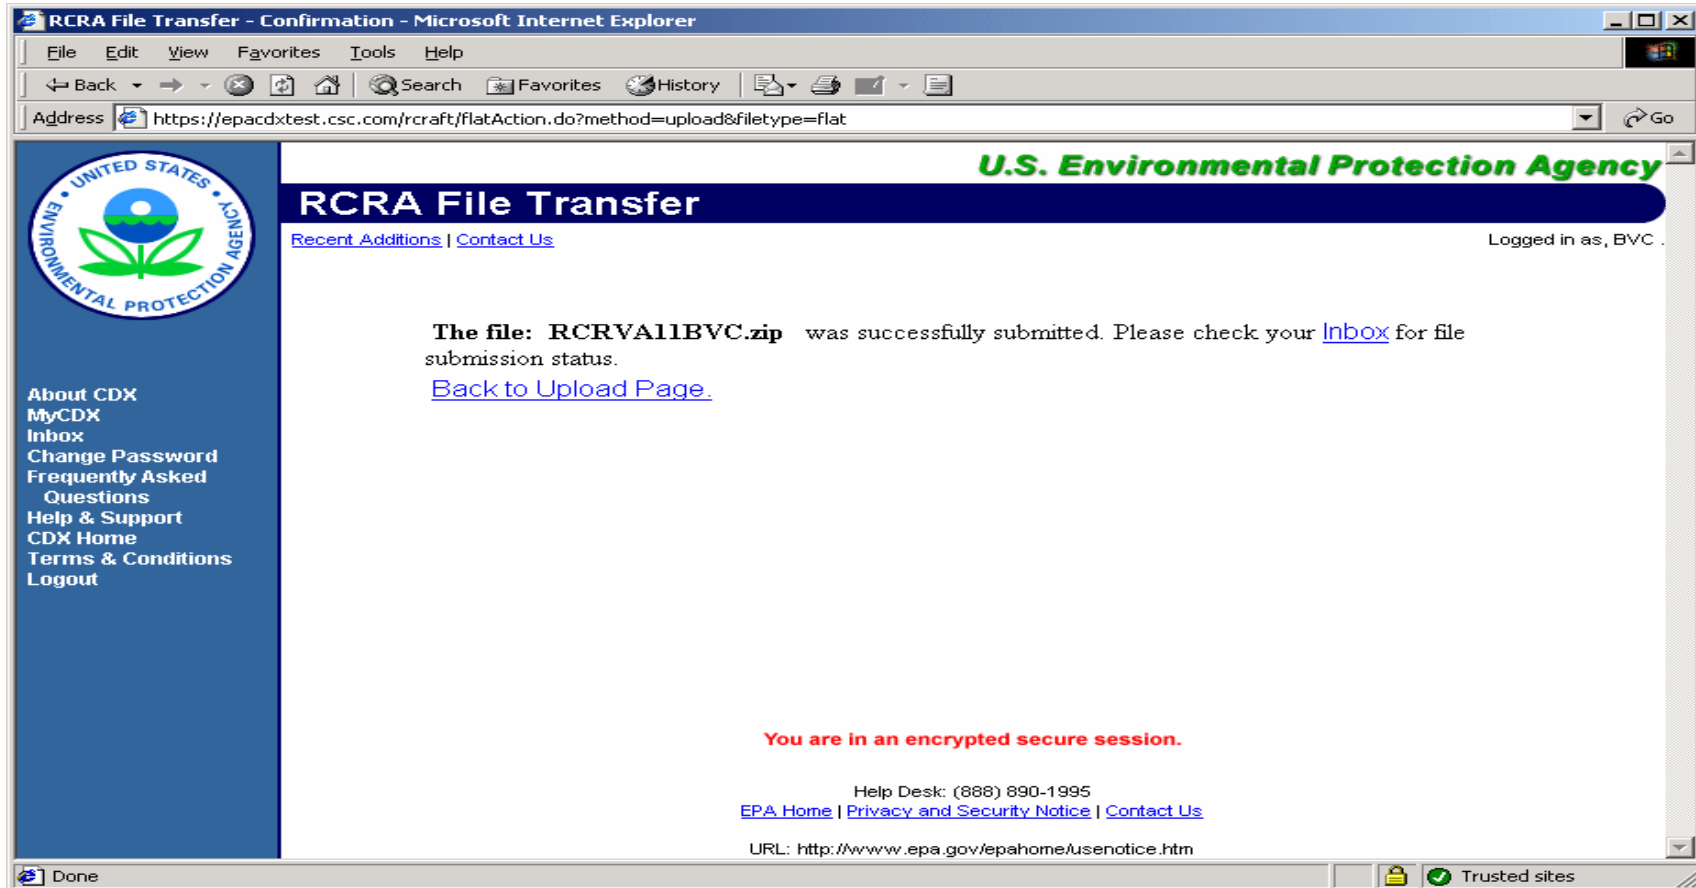 RCRA File Transfer - Confirmation - Microsoft Internet Explorer
File Edit View Favorites Tools Help
Back Search Favorites History
Address https://epacdxtest.csc.com/rcraft/flatAction.do?method=upload&filetype=flat Go
UNITED STATES
ENVIRONMENTAL PROTECTION AGENCY
U.S. Environmental Protection Agency
RCRA File Transfer
Recent Additions | Contact Us Logged in as, BVC .
The file: RCRVA11BVC.zip was successfully submitted. Please check your Inbox for file
submission status.
Back to Upload Page.
About CDX
MyCDX
Inbox
Change Password
Frequently Asked
Questions
Help & Support
CDX Home
Terms & Conditions
Logout
You are in an encrypted secure session.
Help Desk: (888) 890-1995
EPA Home | Privacy and Security Notice | Contact Us
URL: http://www.epa.gov/epahome/usenotice.htm
Done Trusted sites